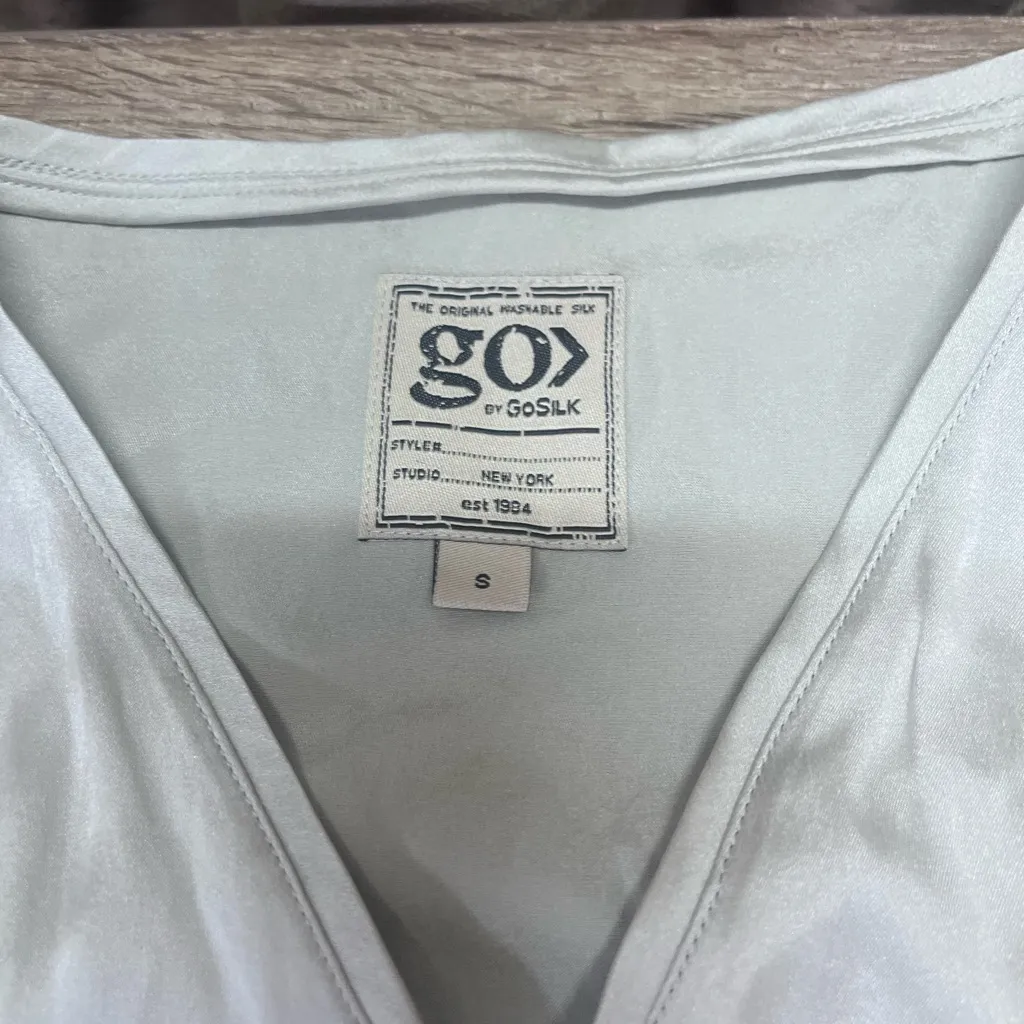 THE ORIGINAL WASHABLE SILK
go>
BY GOSILK
STYLE#
STUDIO NEW YORK
est 1984
S